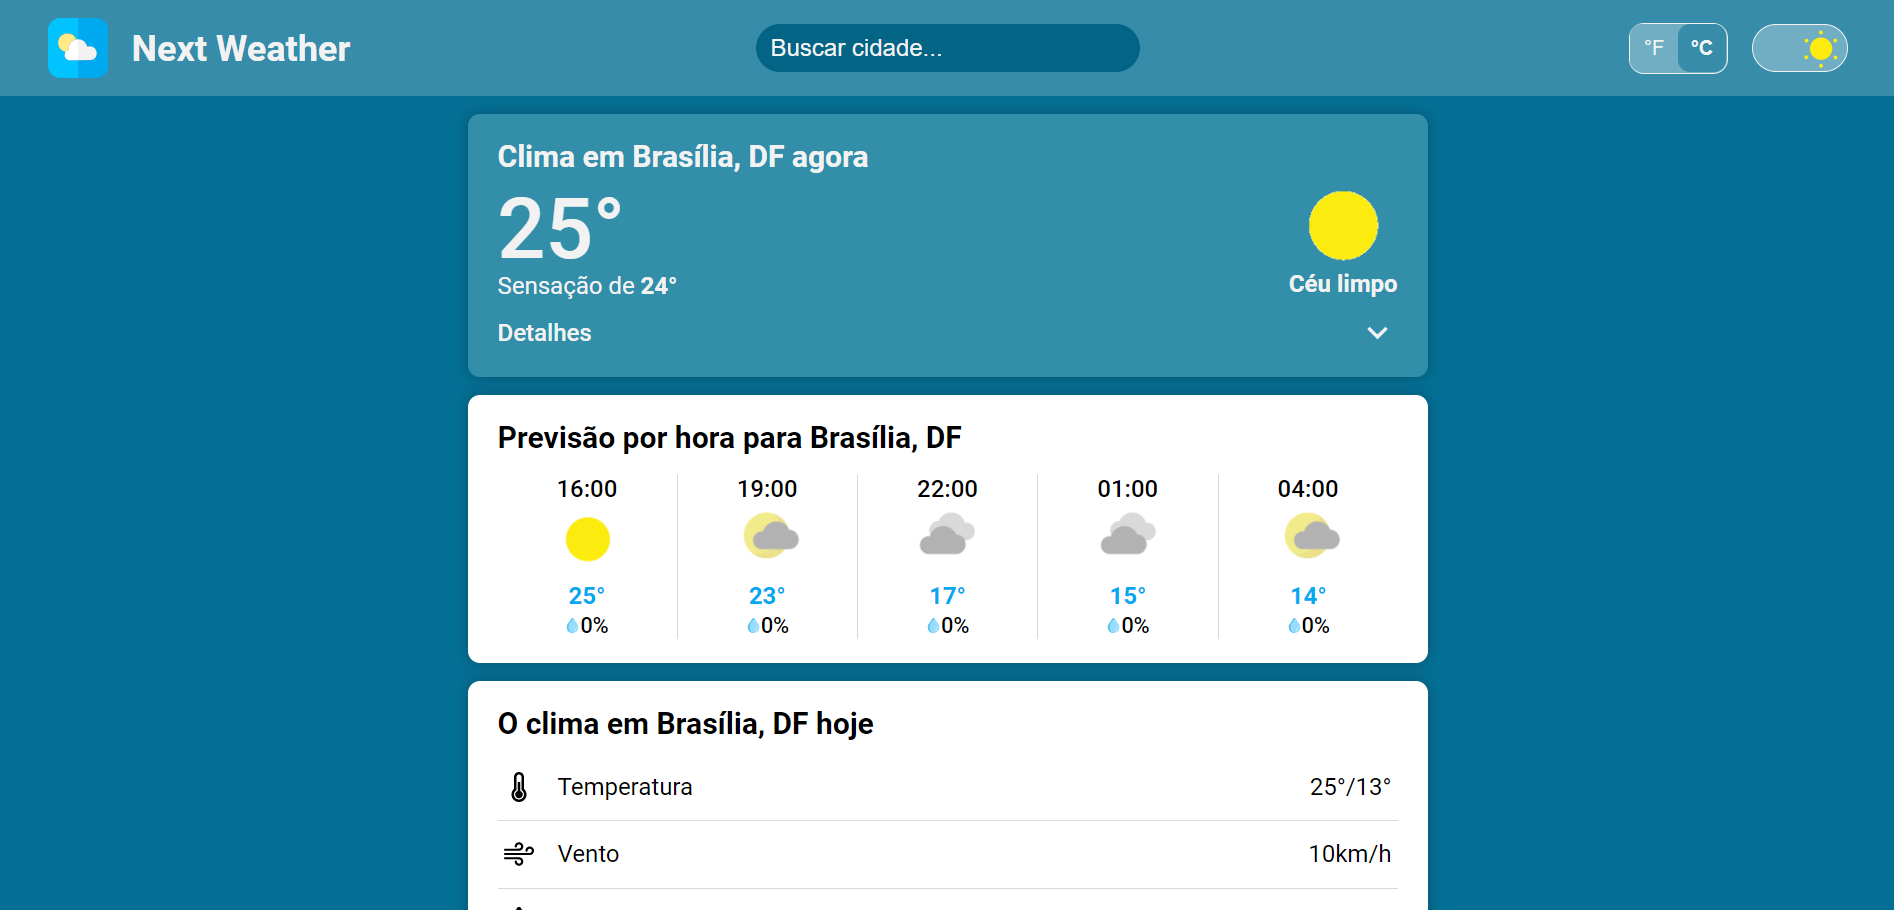 Next Weather
Buscar cidade...
°F °C
Clima em Brasília, DF agora
25°
Sensação de 24°
Céu limpo
Detalhes
Previsão por hora para Brasília, DF
16:00 19:00 22:00 01:00 04:00
25° 23° 17° 15° 14°
0% 0% 0% 0% 0%
O clima em Brasília, DF hoje
Temperatura 25°/13°
Vento 10km/h